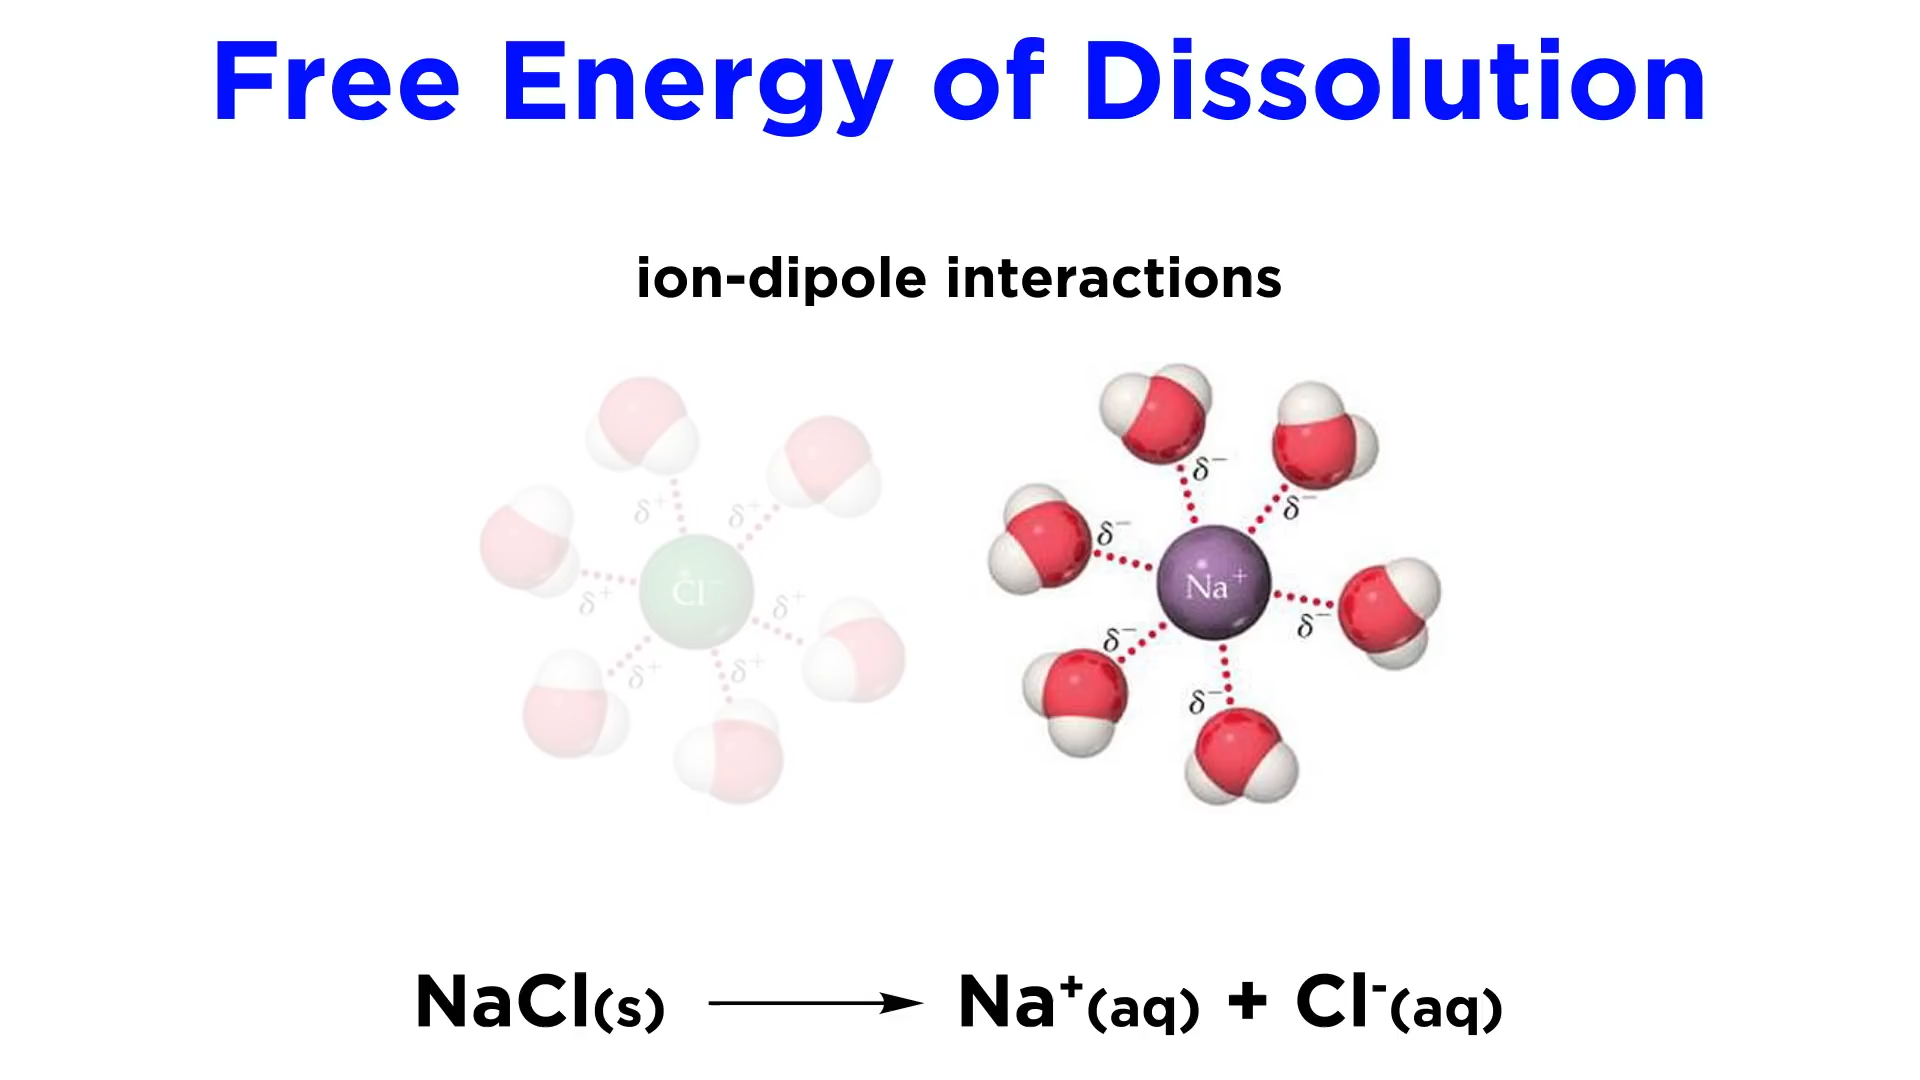 Free Energy of Dissolution
ion-dipole interactions
δ⁺
δ⁺
δ⁺
δ⁺
δ⁺
δ⁺
Cl⁻
δ⁻
δ⁻
δ⁻
δ⁻
δ⁻
δ⁻
Na⁺
NaCl(s) ⟶ Na⁺(aq) + Cl⁻(aq)